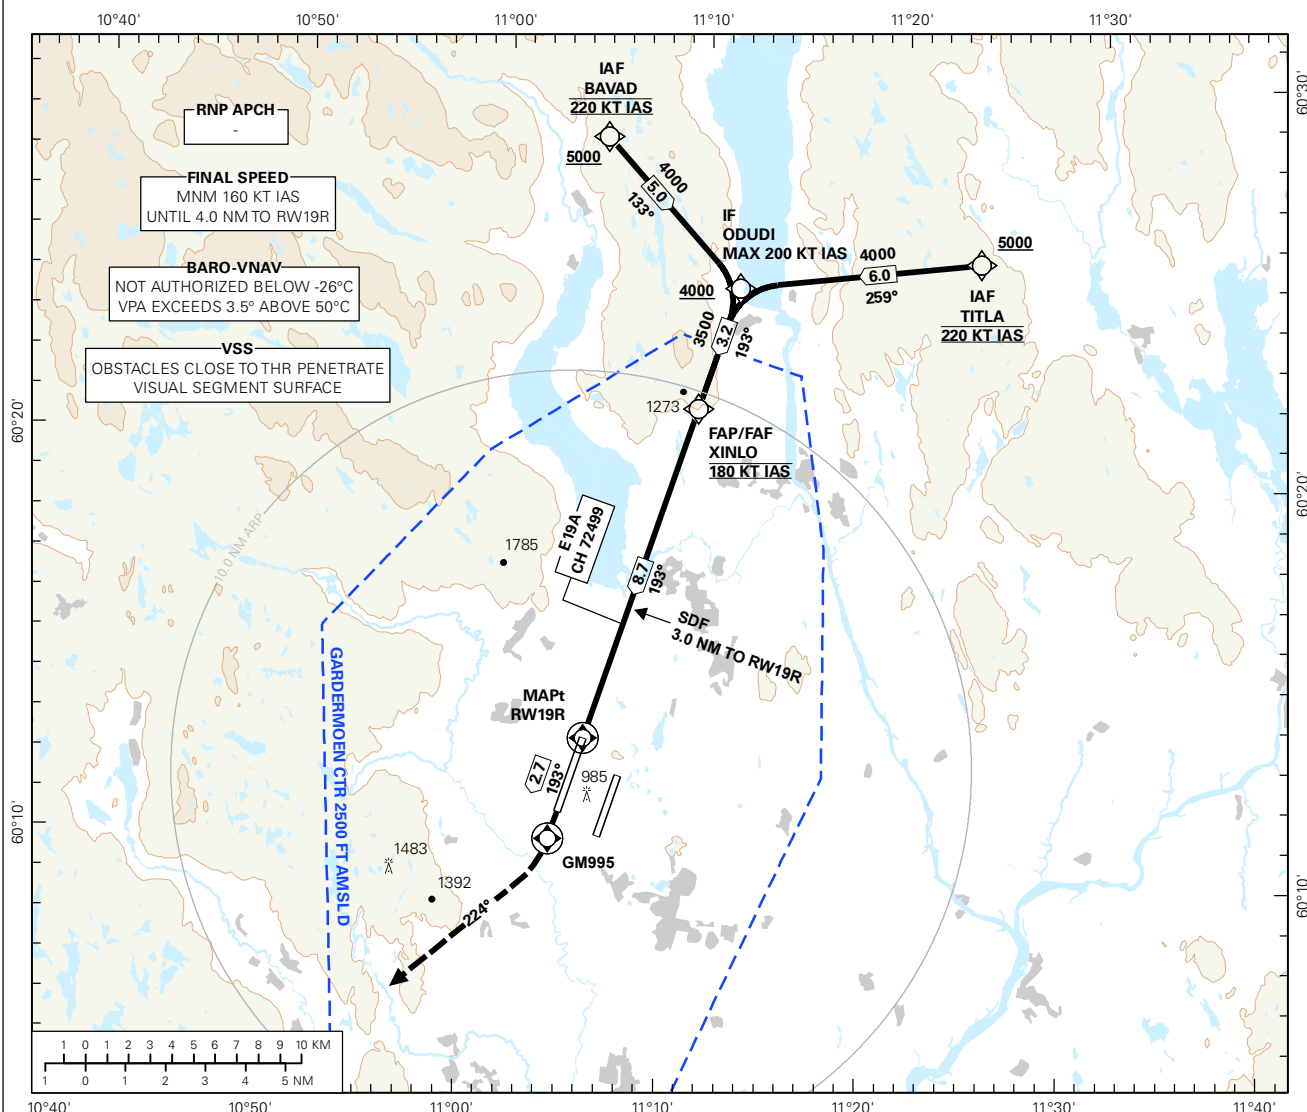 10°40' 10°50' 11°00' 11°10' 11°20' 11°30'
RNP APCH
-
FINAL SPEED
MNM 160 KT IAS
UNTIL 4.0 NM TO RW19R
BARO-VNAV
NOT AUTHORIZED BELOW -26°C
VPA EXCEEDS 3.5° ABOVE 50°C
VSS
OBSTACLES CLOSE TO THR PENETRATE
VISUAL SEGMENT SURFACE
IAF
BAVAD
220 KT IAS
5000
4000
5.0
133°
IF
ODUDI
MAX 200 KT IAS
4000
4000
6.0
259°
5000
IAF
TITLA
220 KT IAS
3500
3.2
193°
1273
FAP/FAF
XINLO
180 KT IAS
60°30'
60°20'
60°20'
10.0 NM ARP
1785
E19A
CH 72499
8.7
193°
SDF
3.0 NM TO RW19R
GARDERMOEN CTR 2500 FT AMSL D
MAPt
RW19R
2.7
193°
985
60°10'
60°10'
GM995
1483
1392
224°
1 0 1 2 3 4 5 6 7 8 9 10 KM
1 0 1 2 3 4 5 NM
10°40' 10°50' 11°00' 11°10' 11°20' 11°30' 11°40'